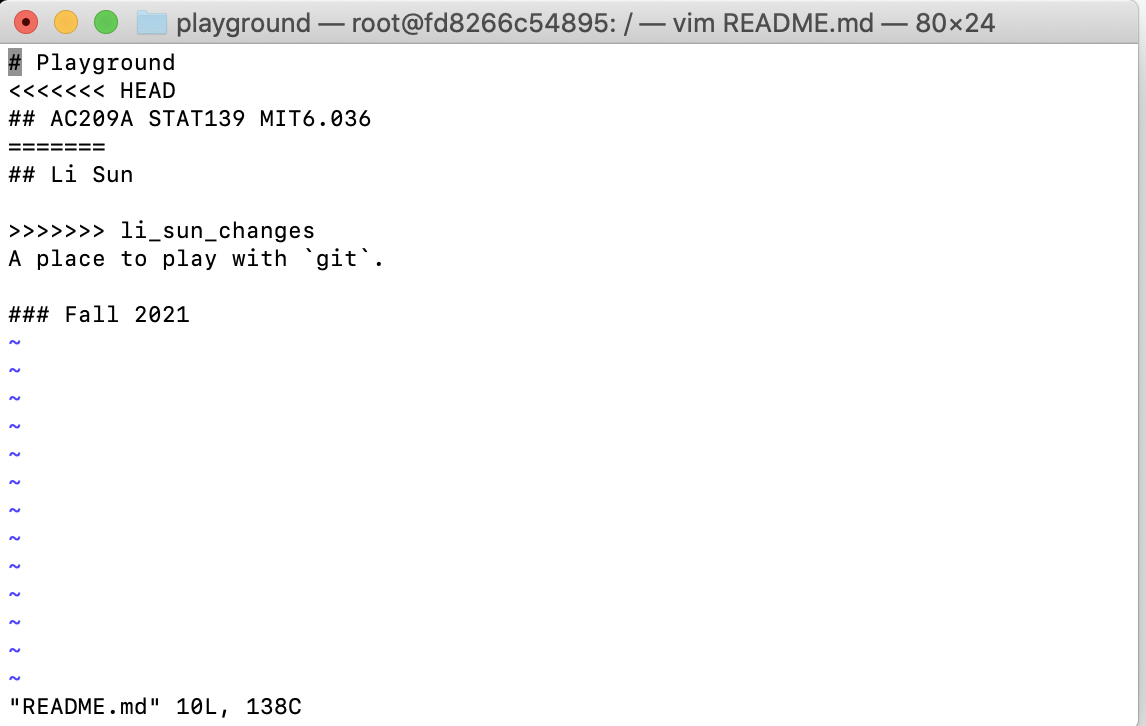 playground — root@fd8266c54895: / — vim README.md — 80×24
# Playground
<<<<<<< HEAD
## AC209A STAT139 MIT6.036
=======
## Li Sun
>>>>>>> li_sun_changes
A place to play with `git`.
### Fall 2021
~
~
~
~
~
~
~
~
~
~
~
~
~
"README.md" 10L, 138C